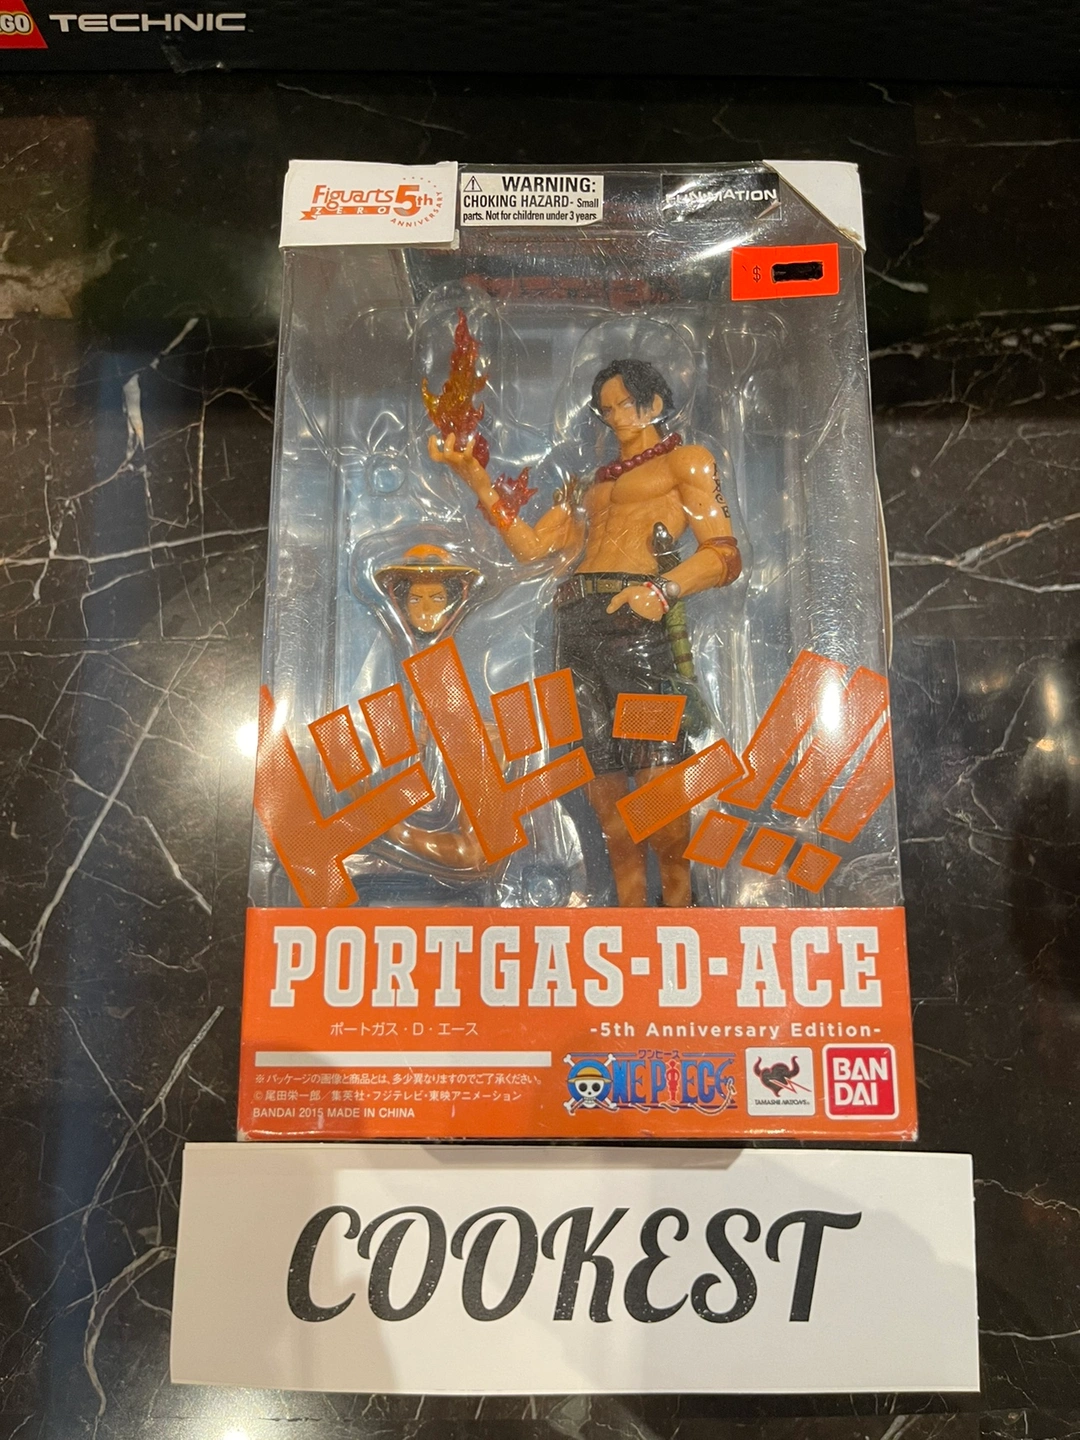 LEGO TECHNIC
Figuarts
ZERO
5th
ANNIVERSARY
WARNING:
CHOKING HAZARD- Small
parts. Not for children under 3 years
FUNIMATION
$
ドドン!!!
PORTGAS·D·ACE
ポートガス・D・エース
-5th Anniversary Edition-
※パッケージの画像と商品とは、多少異なりますのでご了承ください。
©尾田栄一郎/集英社・フジテレビ・東映アニメーション
BANDAI 2015 MADE IN CHINA
ワンピース
ONE PIECE
TAMASHII NATIONS
BAN
DAI
COOKEST